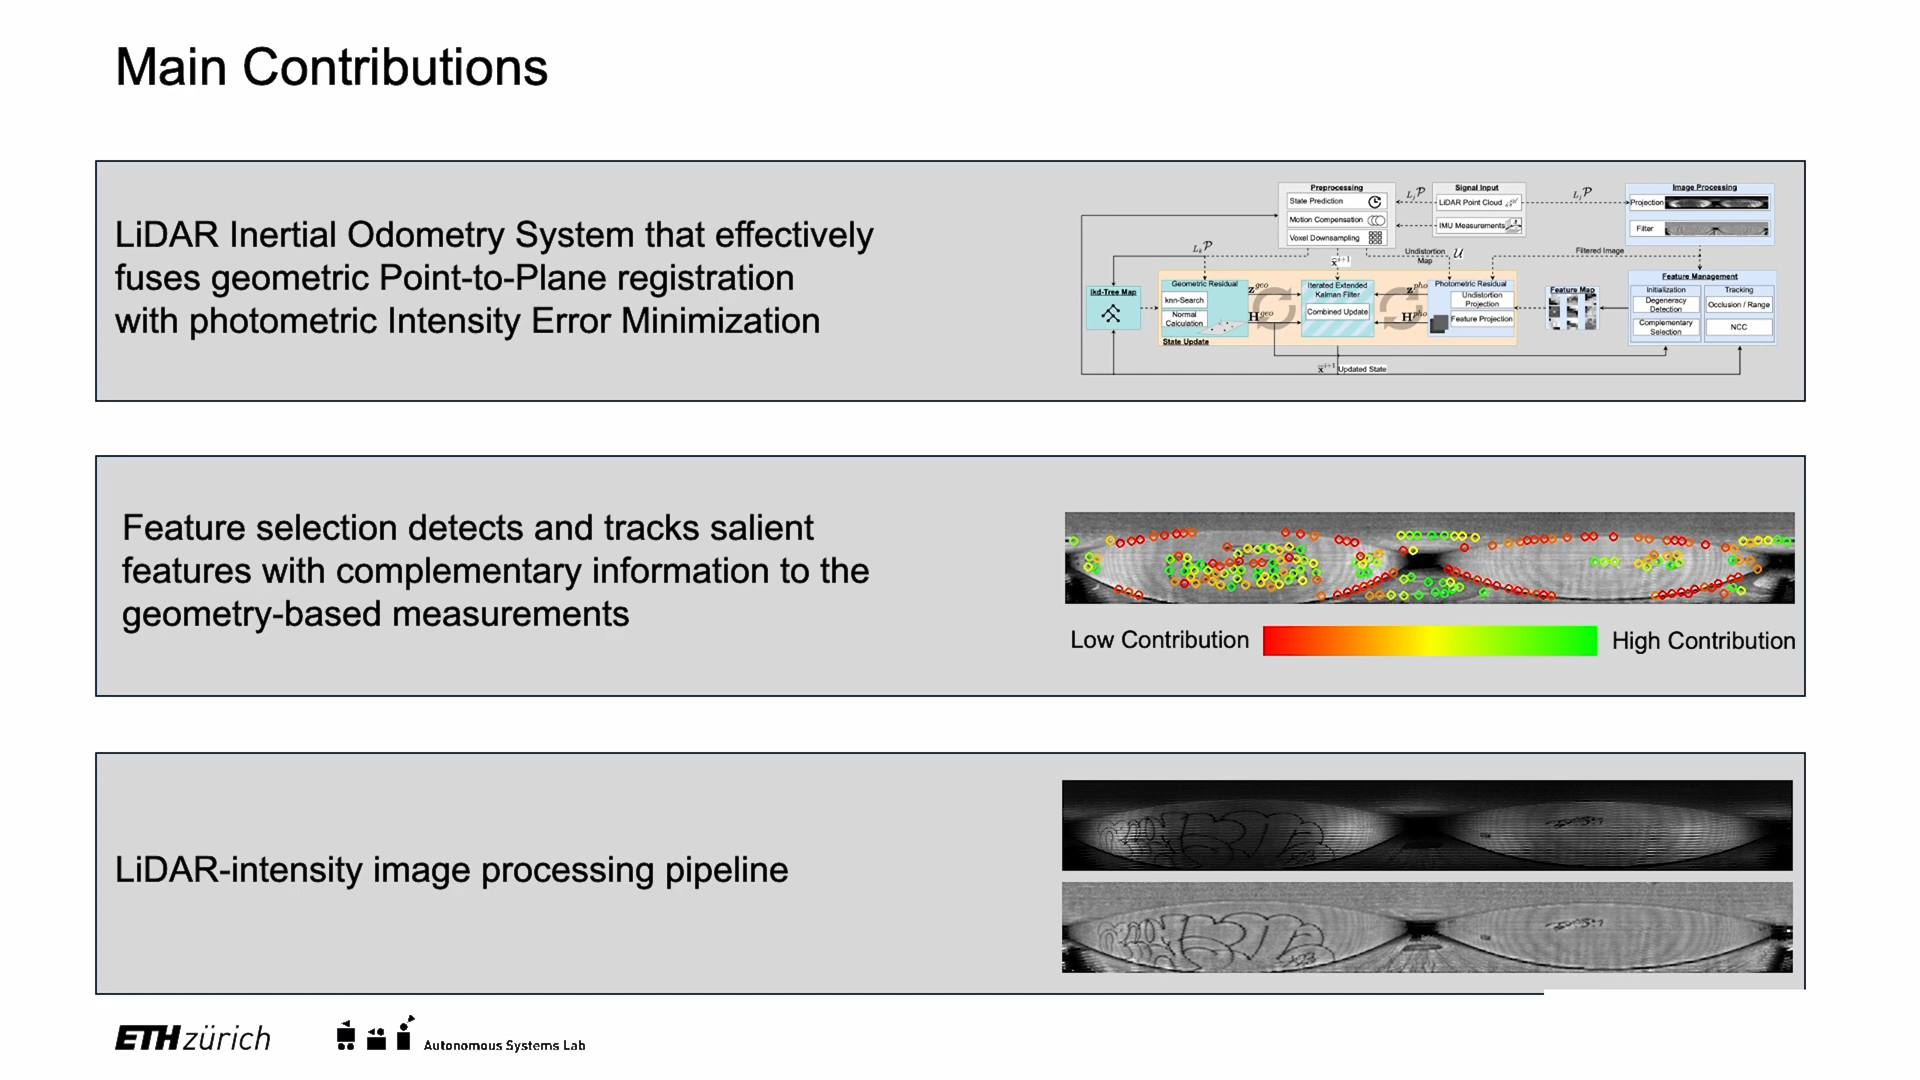 Main Contributions
LiDAR Inertial Odometry System that effectively
fuses geometric Point-to-Plane registration
with photometric Intensity Error Minimization
Preprocessing
State Prediction
Motion Compensation
Voxel Downsampling
Signal Input
LiDAR Point Cloud
IMU Measurements
Image Processing
Projection
Filter
Undistortion
Map
Filtered Image
Ikd-Tree Map
Geometric Residual
knn-Search
Normal
Calculation
State Update
Iterated Extended
Kalman Filter
Combined Update
Photometric Residual
Undistortion
Projection
Feature Projection
Feature Map
Feature Management
Initialization
Degeneracy
Detection
Complementary
Selection
Tracking
Occlusion / Range
NCC
Updated State
Feature selection detects and tracks salient
features with complementary information to the
geometry-based measurements
Low Contribution
High Contribution
LiDAR-intensity image processing pipeline
ETH zürich
Autonomous Systems Lab